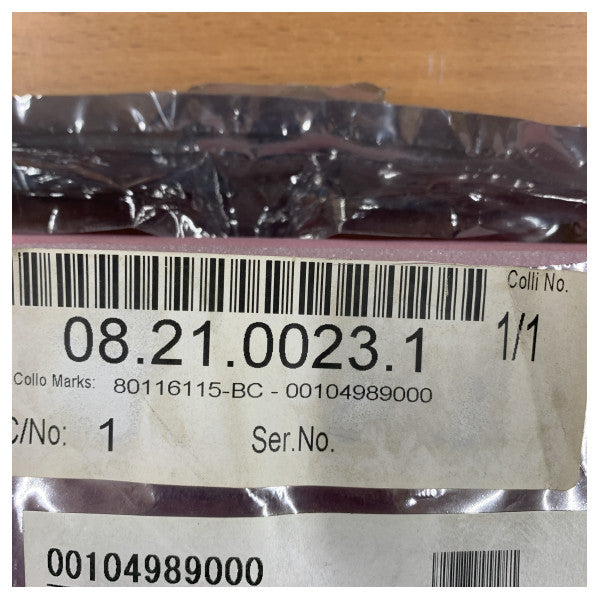 Colli No.
08.21.0023.1 1/1
Collo Marks: 80116115-BC - 00104989000
C/No: 1 Ser.No.
00104989000